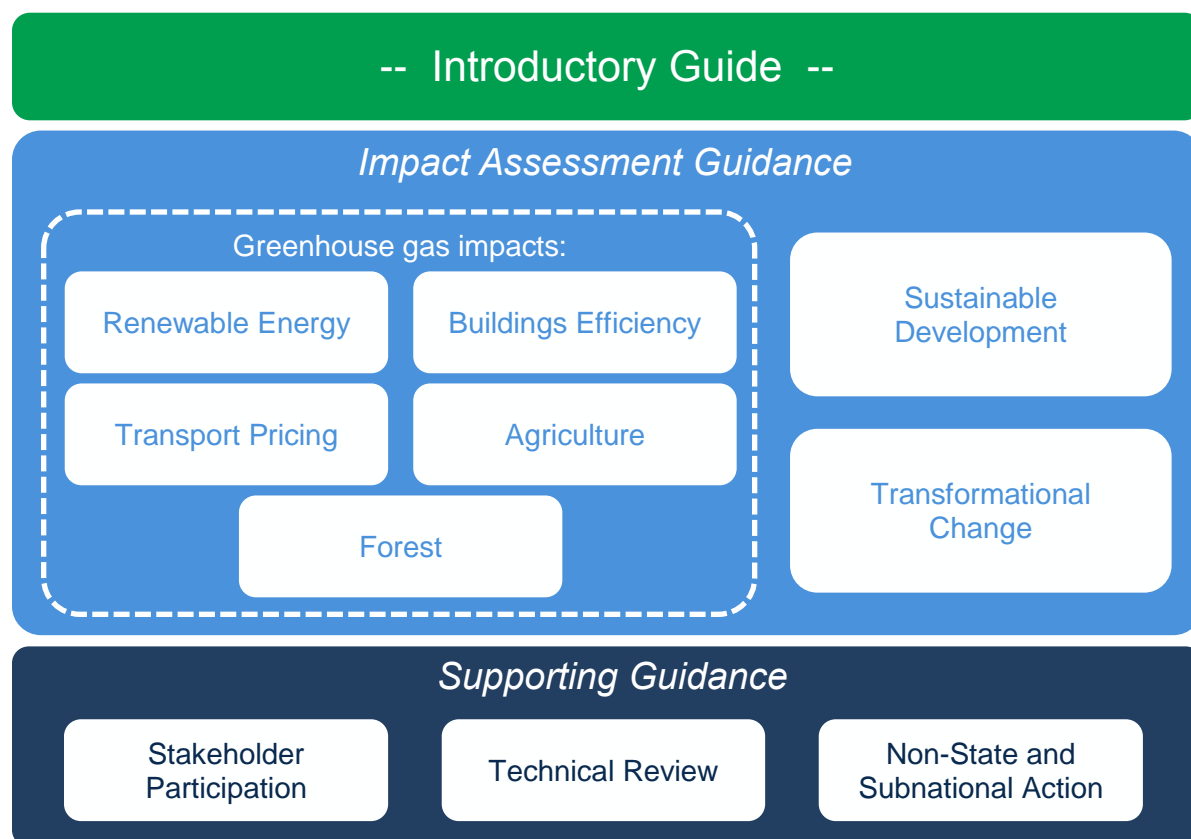 -- Introductory Guide --
Impact Assessment Guidance
Greenhouse gas impacts:
Renewable Energy
Buildings Efficiency
Transport Pricing
Agriculture
Forest
Sustainable
Development
Transformational
Change
Supporting Guidance
Stakeholder
Participation
Technical Review
Non-State and
Subnational Action